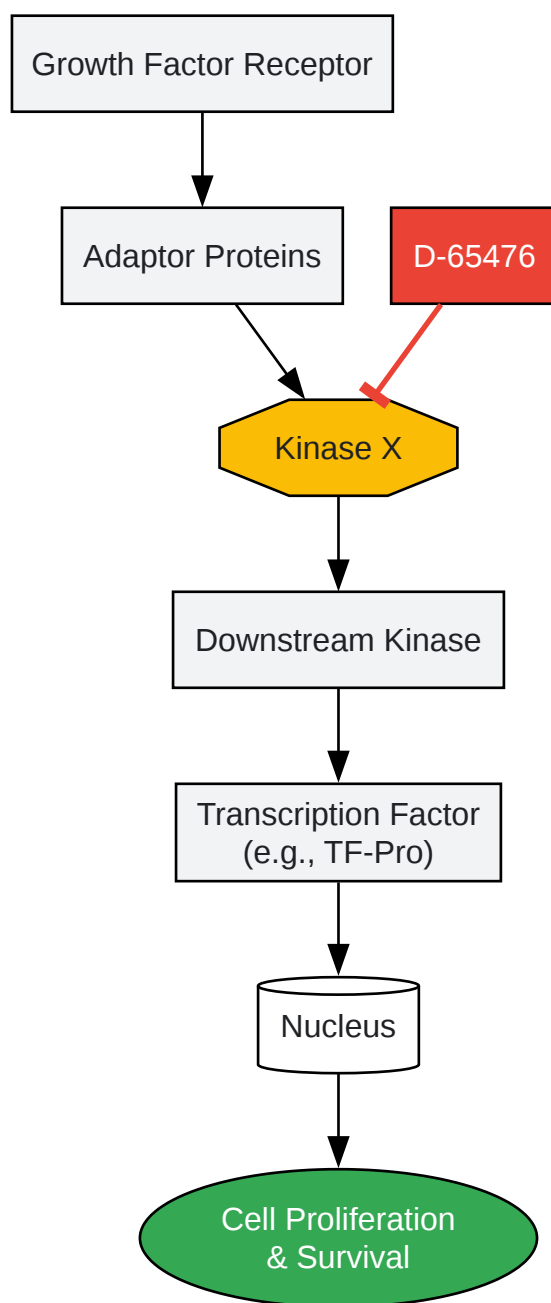 Growth Factor Receptor
Adaptor Proteins
D-65476
Kinase X
Downstream Kinase
Transcription Factor
(e.g., TF-Pro)
Nucleus
Cell Proliferation
& Survival